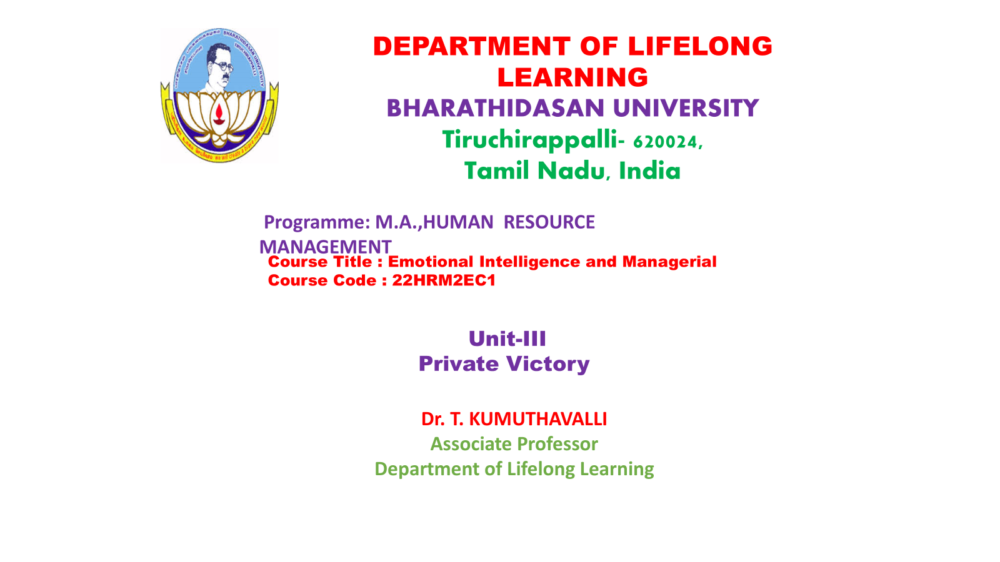 BHARATHIDASAN UNIVERSITY
TIRUCHIRAPPALLI
we will create a brave new world
DEPARTMENT OF LIFELONG
LEARNING
BHARATHIDASAN UNIVERSITY
Tiruchirappalli- 620024,
Tamil Nadu, India
Programme: M.A.,HUMAN RESOURCE
MANAGEMENT
Course Title : Emotional Intelligence and Managerial
Course Code : 22HRM2EC1
Unit-III
Private Victory
Dr. T. KUMUTHAVALLI
Associate Professor
Department of Lifelong Learning